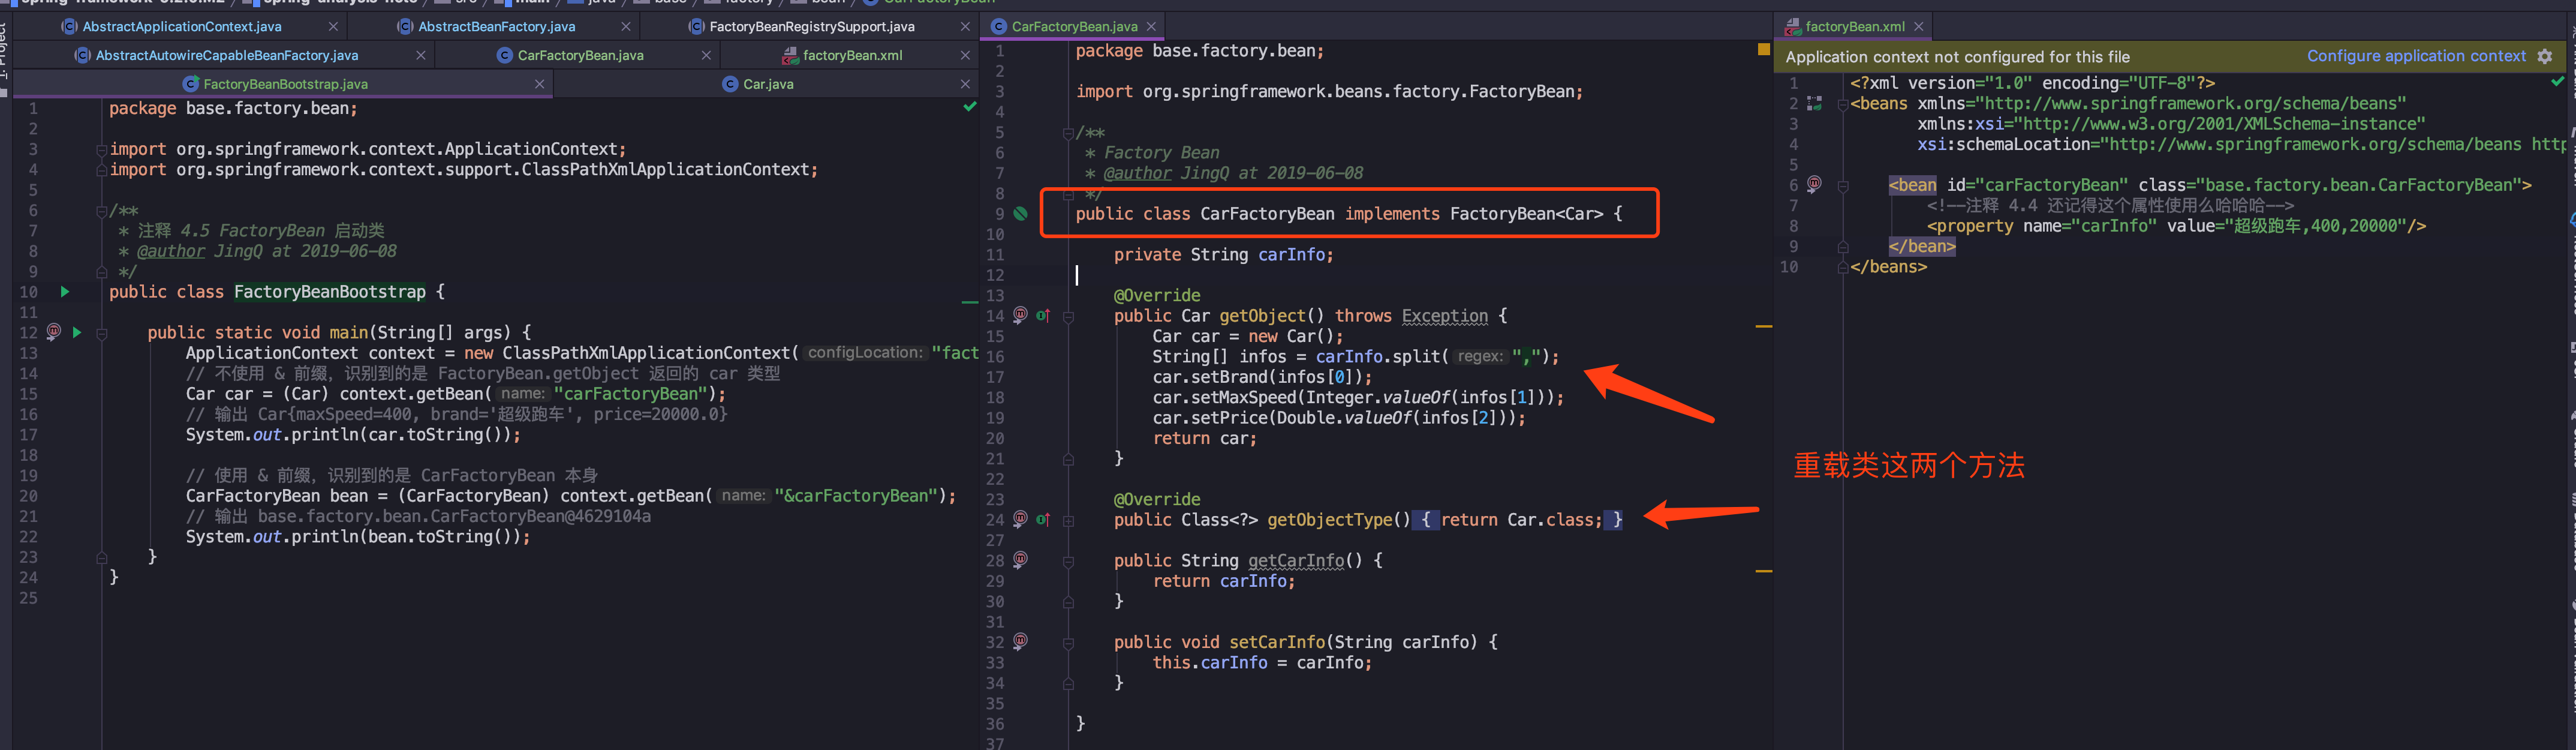 AbstractApplicationContext.java
AbstractBeanFactory.java
FactoryBeanRegistrySupport.java
AbstractAutowireCapableBeanFactory.java
CarFactoryBean.java
factoryBean.xml
FactoryBeanBootstrap.java
Car.java
1 package base.factory.bean;
2
3 import org.springframework.context.ApplicationContext;
4 import org.springframework.context.support.ClassPathXmlApplicationContext;
5
6 /**
7 * 注释 4.5 FactoryBean 启动类
8 * @author JingQ at 2019-06-08
9 */
10 public class FactoryBeanBootstrap {
11
12 public static void main(String[] args) {
13 ApplicationContext context = new ClassPathXmlApplicationContext( configLocation: "fact
14 // 不使用 & 前缀，识别到的是 FactoryBean.getObject 返回的 car 类型
15 Car car = (Car) context.getBean( name: "carFactoryBean");
16 // 输出 Car{maxSpeed=400, brand='超级跑车', price=20000.0}
17 System.out.println(car.toString());
18
19 // 使用 & 前缀，识别到的是 CarFactoryBean 本身
20 CarFactoryBean bean = (CarFactoryBean) context.getBean( name: "&carFactoryBean");
21 // 输出 base.factory.bean.CarFactoryBean@4629104a
22 System.out.println(bean.toString());
23 }
24 }
25
CarFactoryBean.java
1 package base.factory.bean;
2
3 import org.springframework.beans.factory.FactoryBean;
4
5 /**
6 * Factory Bean
7 * @author JingQ at 2019-06-08
8 */
9 public class CarFactoryBean implements FactoryBean<Car> {
10
11 private String carInfo;
12
13 @Override
14 public Car getObject() throws Exception {
15 Car car = new Car();
16 String[] infos = carInfo.split( regex: ",");
17 car.setBrand(infos[0]);
18 car.setMaxSpeed(Integer.valueOf(infos[1]));
19 car.setPrice(Double.valueOf(infos[2]));
20 return car;
21 }
22
23 @Override
24 public Class<?> getObjectType() { return Car.class; }
27
28 public String getCarInfo() {
29 return carInfo;
30 }
31
32 public void setCarInfo(String carInfo) {
33 this.carInfo = carInfo;
34 }
35
36 }
37
factoryBean.xml
Application context not configured for this file
Configure application context
1 <?xml version="1.0" encoding="UTF-8"?>
2 <beans xmlns="http://www.springframework.org/schema/beans"
3 xmlns:xsi="http://www.w3.org/2001/XMLSchema-instance"
4 xsi:schemaLocation="http://www.springframework.org/schema/beans http
5
6 <bean id="carFactoryBean" class="base.factory.bean.CarFactoryBean">
7 <!--注释 4.4 还记得这个属性使用么哈哈哈-->
8 <property name="carInfo" value="超级跑车,400,20000"/>
9 </bean>
10 </beans>
重载类这两个方法